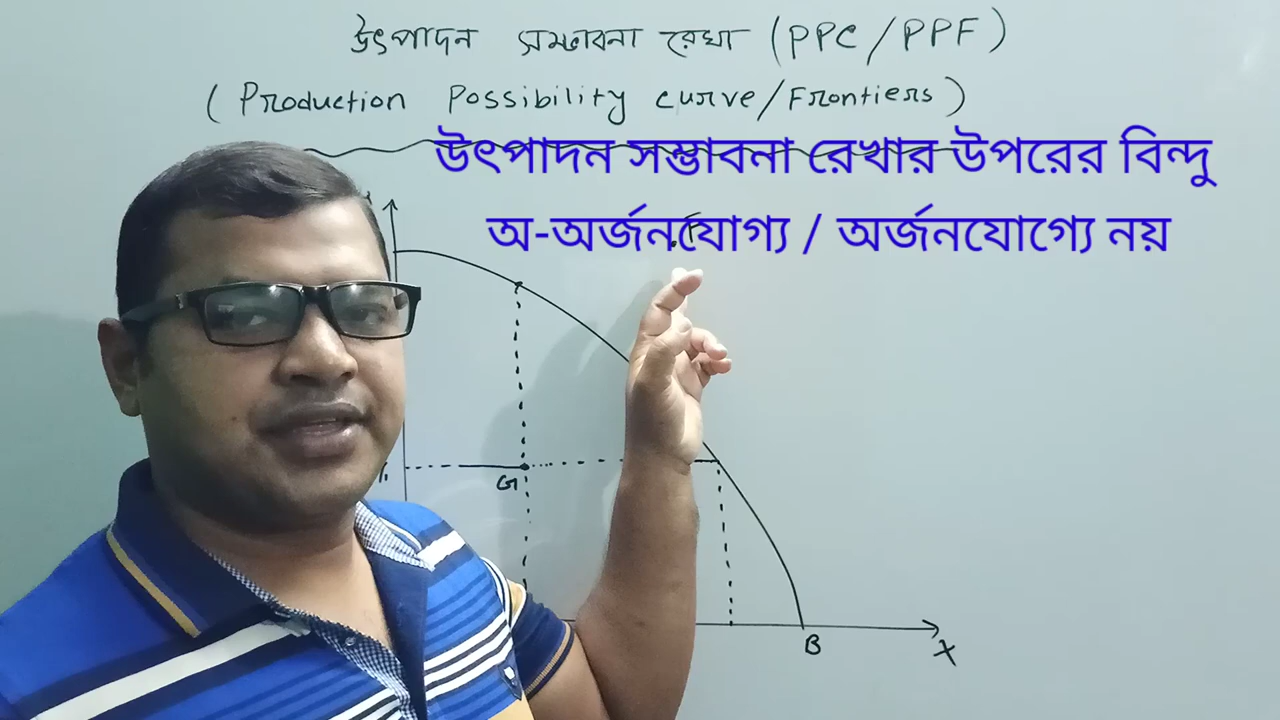 উৎপাদন সম্ভাবনা রেখা (PPC/PPF)
(Production Possibility curve/Frontiers)
উৎপাদন সম্ভাবনা রেখার উপরের বিন্দু
অ-অর্জনযোগ্য / অর্জনযোগ্যে নয়
.F
G
B
X